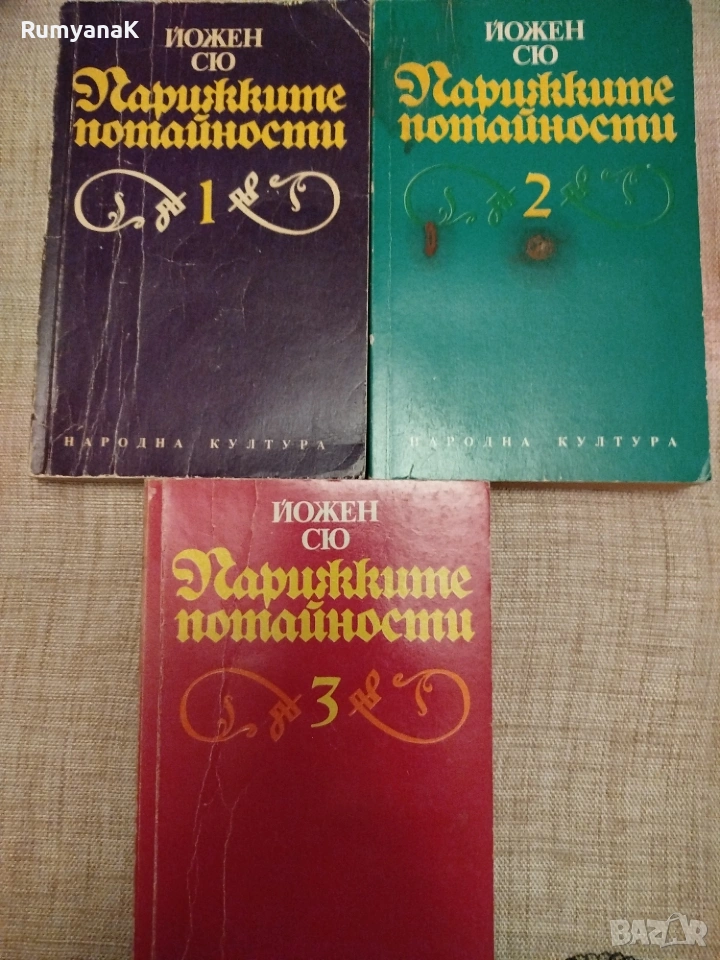 RumyanaK
ЙОЖЕН
СЮ
Парижките
потайности
1
НАРОДНА КУЛТУРА
ЙОЖЕН
СЮ
Парижките
потайности
2
НАРОДНА КУЛТУРА
ЙОЖЕН
СЮ
Парижките
потайности
3
BAZAR